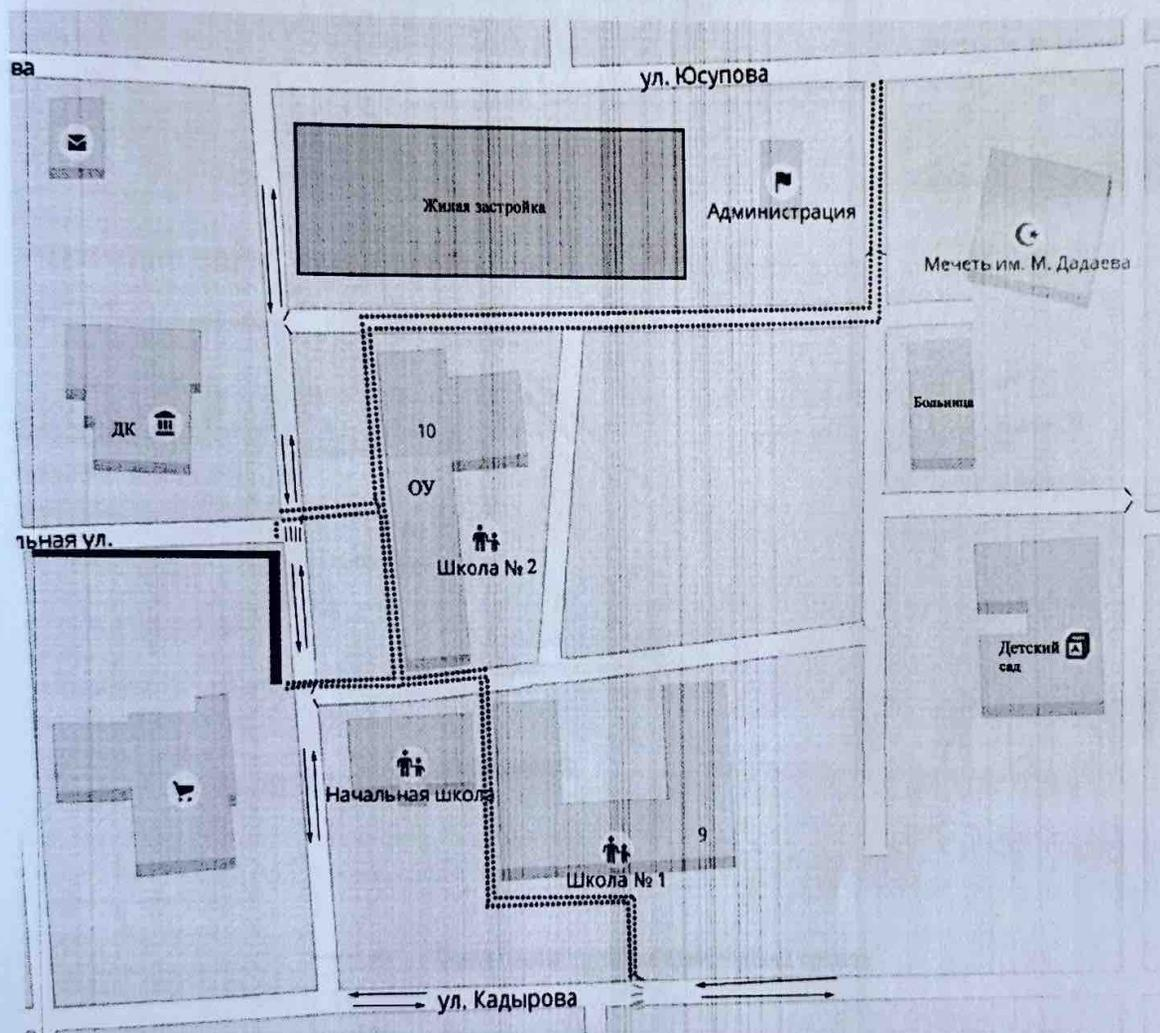 ва
ул. Юсупова
Жилая застройка
Администрация
Мечеть им. М. Дадаева
Больница
ДК
10
ОУ
Школа № 2
льная ул.
Детский
сад
Начальная школа
9
Школа № 1
ул. Кадырова